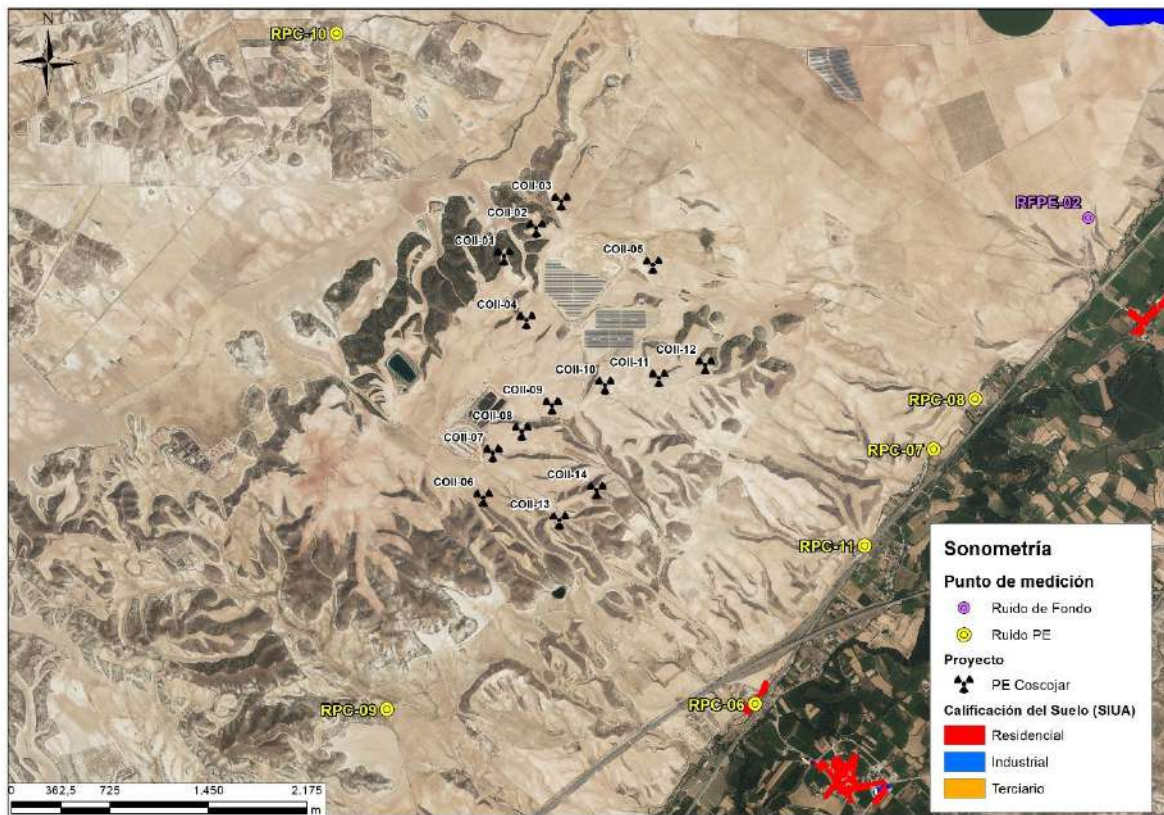 N
RPC-10
COII-03
COII-02
RFPE-02
COII-01
COII-05
COII-04
COII-12
COII-11
COII-10
COII-09
RPC-08
COII-08
COII-07
RPC-07
COII-14
COII-06
COII-13
RPC-11
Sonometría
Punto de medición
Ruido de Fondo
Ruido PE
Proyecto
PE Coscojar
Calificación del Suelo (SIUA)
Residencial
Industrial
Terciario
RPC-06
RPC-09
0 362,5 725 1.450 2.175
m